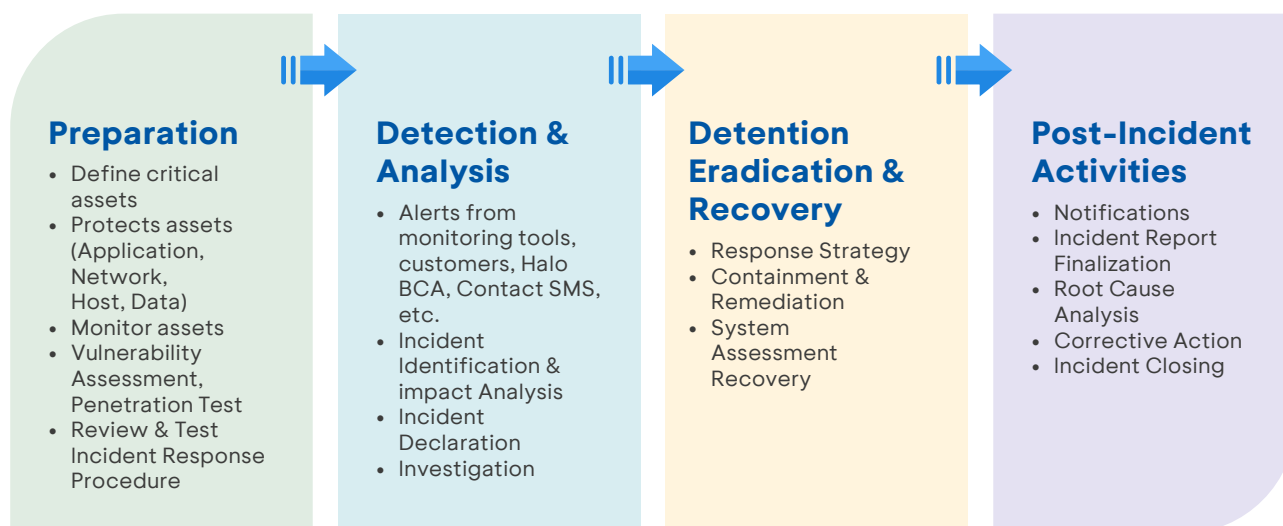 Preparation
• Define critical
assets
• Protects assets
(Application,
Network,
Host, Data)
• Monitor assets
• Vulnerability
Assessment,
Penetration Test
• Review & Test
Incident Response
Procedure
Detection &
Analysis
• Alerts from
monitoring tools,
customers, Halo
BCA, Contact SMS,
etc.
• Incident
Identification &
impact Analysis
• Incident
Declaration
• Investigation
Detention
Eradication &
Recovery
• Response Strategy
• Containment &
Remediation
• System
Assessment
Recovery
Post-Incident
Activities
• Notifications
• Incident Report
Finalization
• Root Cause
Analysis
• Corrective Action
• Incident Closing